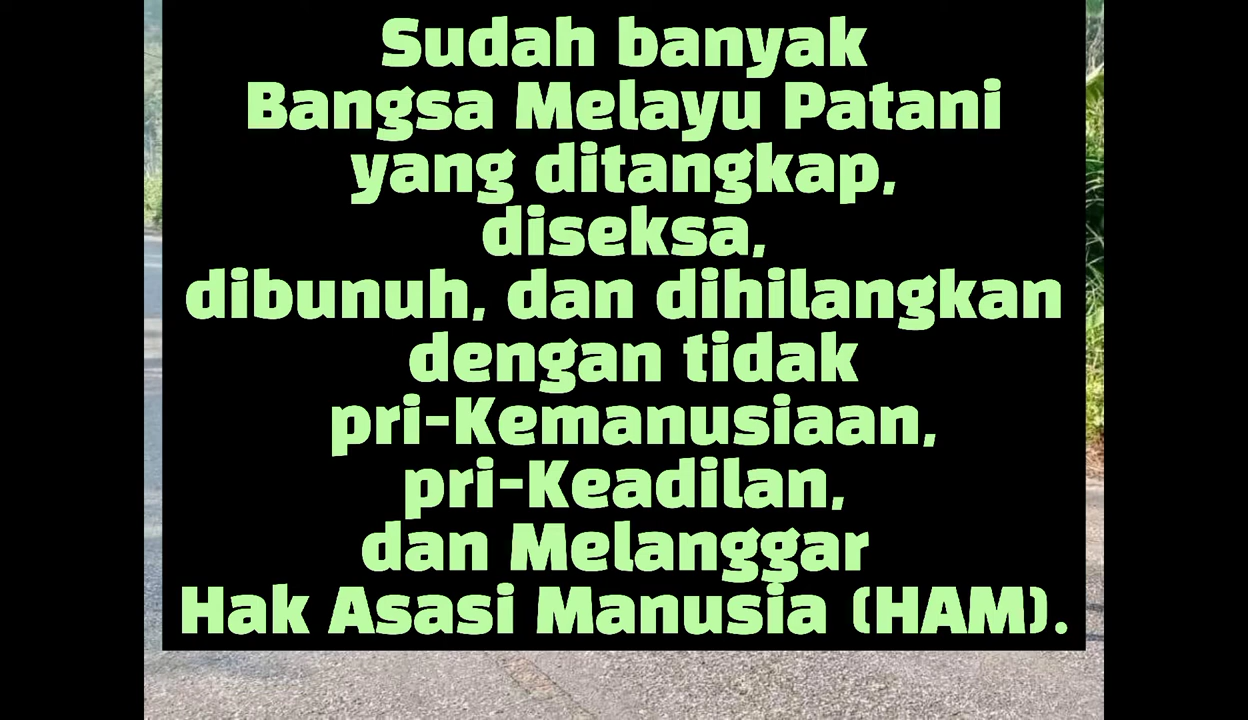 Sudah banyak
Bangsa Melayu Patani
yang ditangkap,
diseksa,
dibunuh, dan dihilangkan
dengan tidak
pri-Kemanusiaan,
pri-Keadilan,
dan Melanggar
Hak Asasi Manusia (HAM).